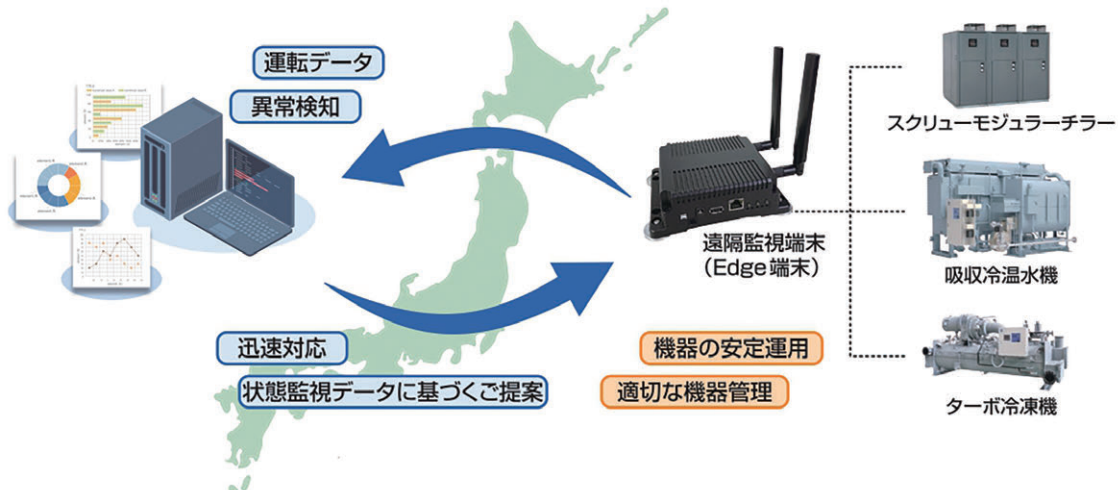 運転データ
異常検知
スクリューモジュラーチラー
遠隔監視端末
（Edge端末）
吸収冷温水機
迅速対応
機器の安定運用
状態監視データに基づくご提案
適切な機器管理
ターボ冷凍機